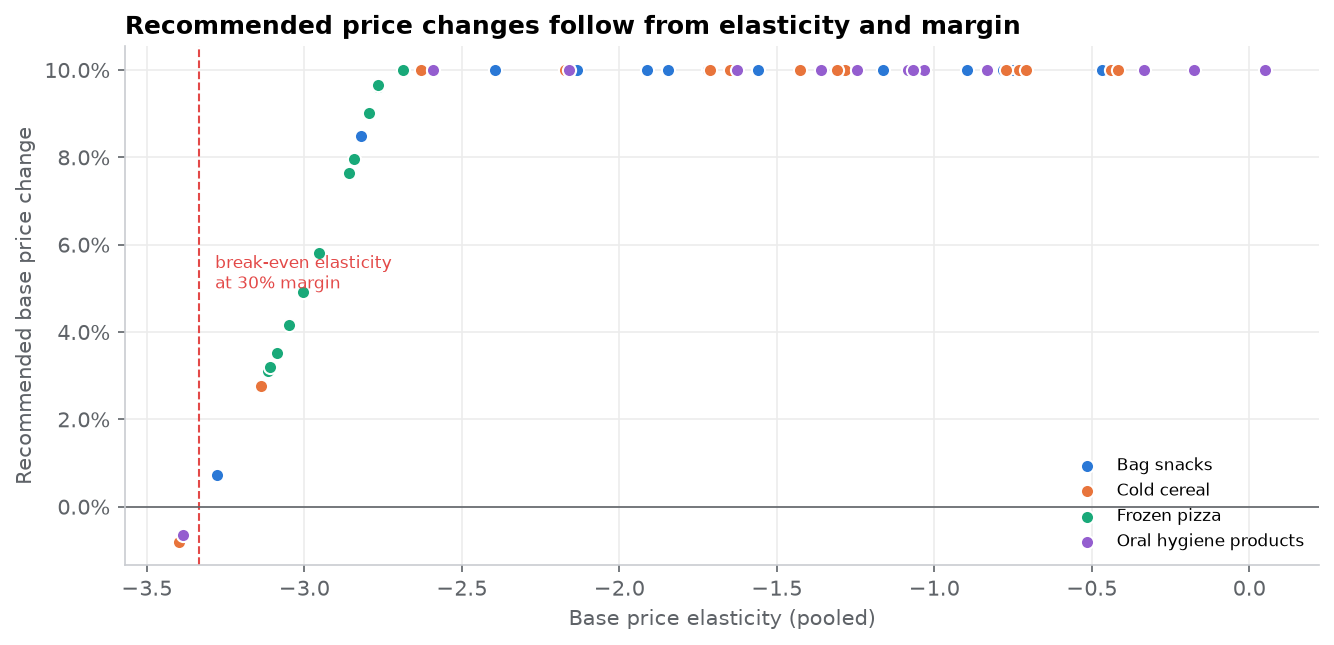 Recommended price changes follow from elasticity and margin
Recommended base price change
10.0%
8.0%
6.0%
4.0%
2.0%
0.0%
break-even elasticity
at 30% margin
Bag snacks
Cold cereal
Frozen pizza
Oral hygiene products
−3.5
−3.0
−2.5
−2.0
−1.5
−1.0
−0.5
0.0
Base price elasticity (pooled)